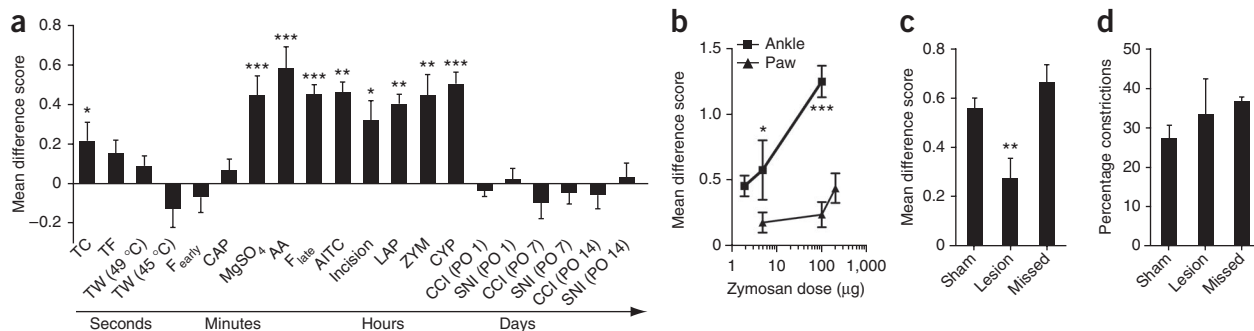 a
Mean difference score
0.8
0.6
0.4
0.2
0
−0.2
*
***
***
***
**
*
**
**
***
TC
TF
TW (49 °C)
TW (45 °C)
F early
CAP
MgSO4
AA
F late
AITC
Incision
LAP
ZYM
CYP
CCI (PO 1)
SNI (PO 1)
CCI (PO 7)
SNI (PO 7)
CCI (PO 14)
SNI (PO 14)
Seconds Minutes Hours Days
b
Mean difference score
1.5
1.0
0.5
0
Ankle
Paw
*
***
1 10 100 1,000
Zymosan dose (μg)
c
Mean difference score
0.8
0.6
0.4
0.2
0
**
Sham
Lesion
Missed
d
Percentage constrictions
50
40
30
20
10
0
Sham
Lesion
Missed